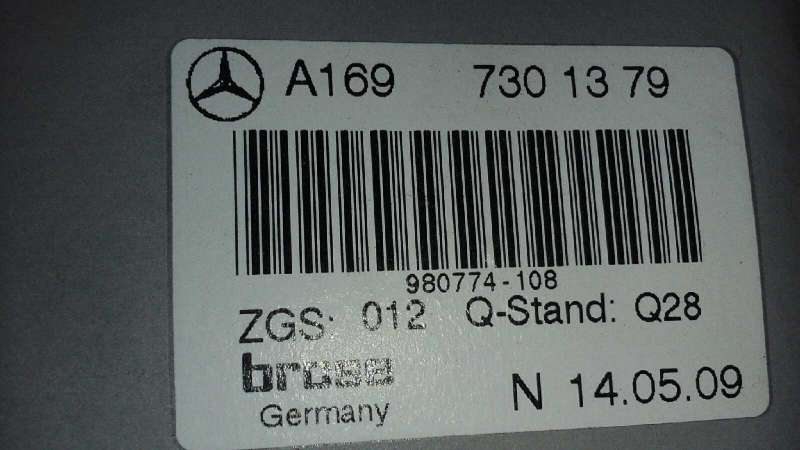 A169 730 13 79
980774-108
ZGS: 012 Q-Stand: Q28
brose
Germany
N 14.05.09